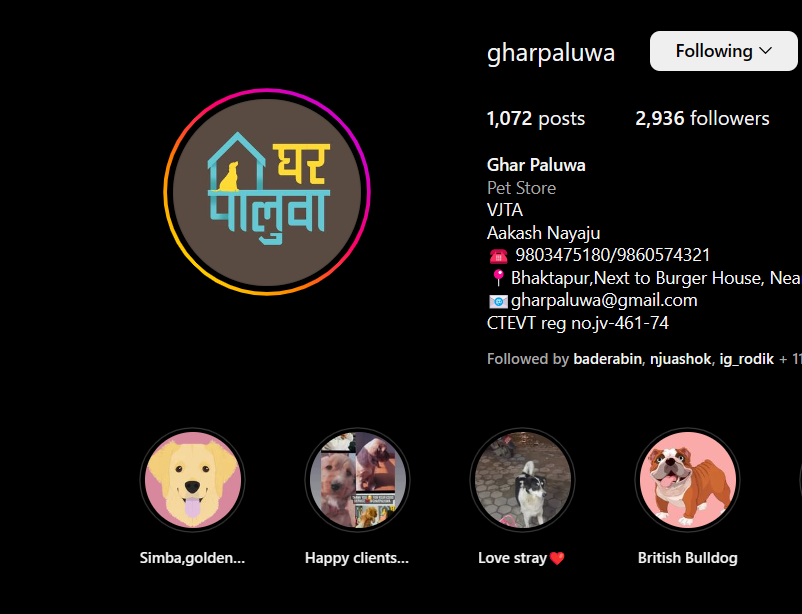 gharpaluwa
Following
1,072 posts
2,936 followers
घर
पालुवा
Ghar Paluwa
Pet Store
VJTA
Aakash Nayaju
☎️ 9803475180/9860574321
📍Bhaktapur,Next to Burger House, Nea
📧gharpaluwa@gmail.com
CTEVT reg no.jv-461-74
Followed by baderabin, njuashok, ig_rodik + 11
Simba,golden...
Happy clients...
Love stray❤️
British Bulldog